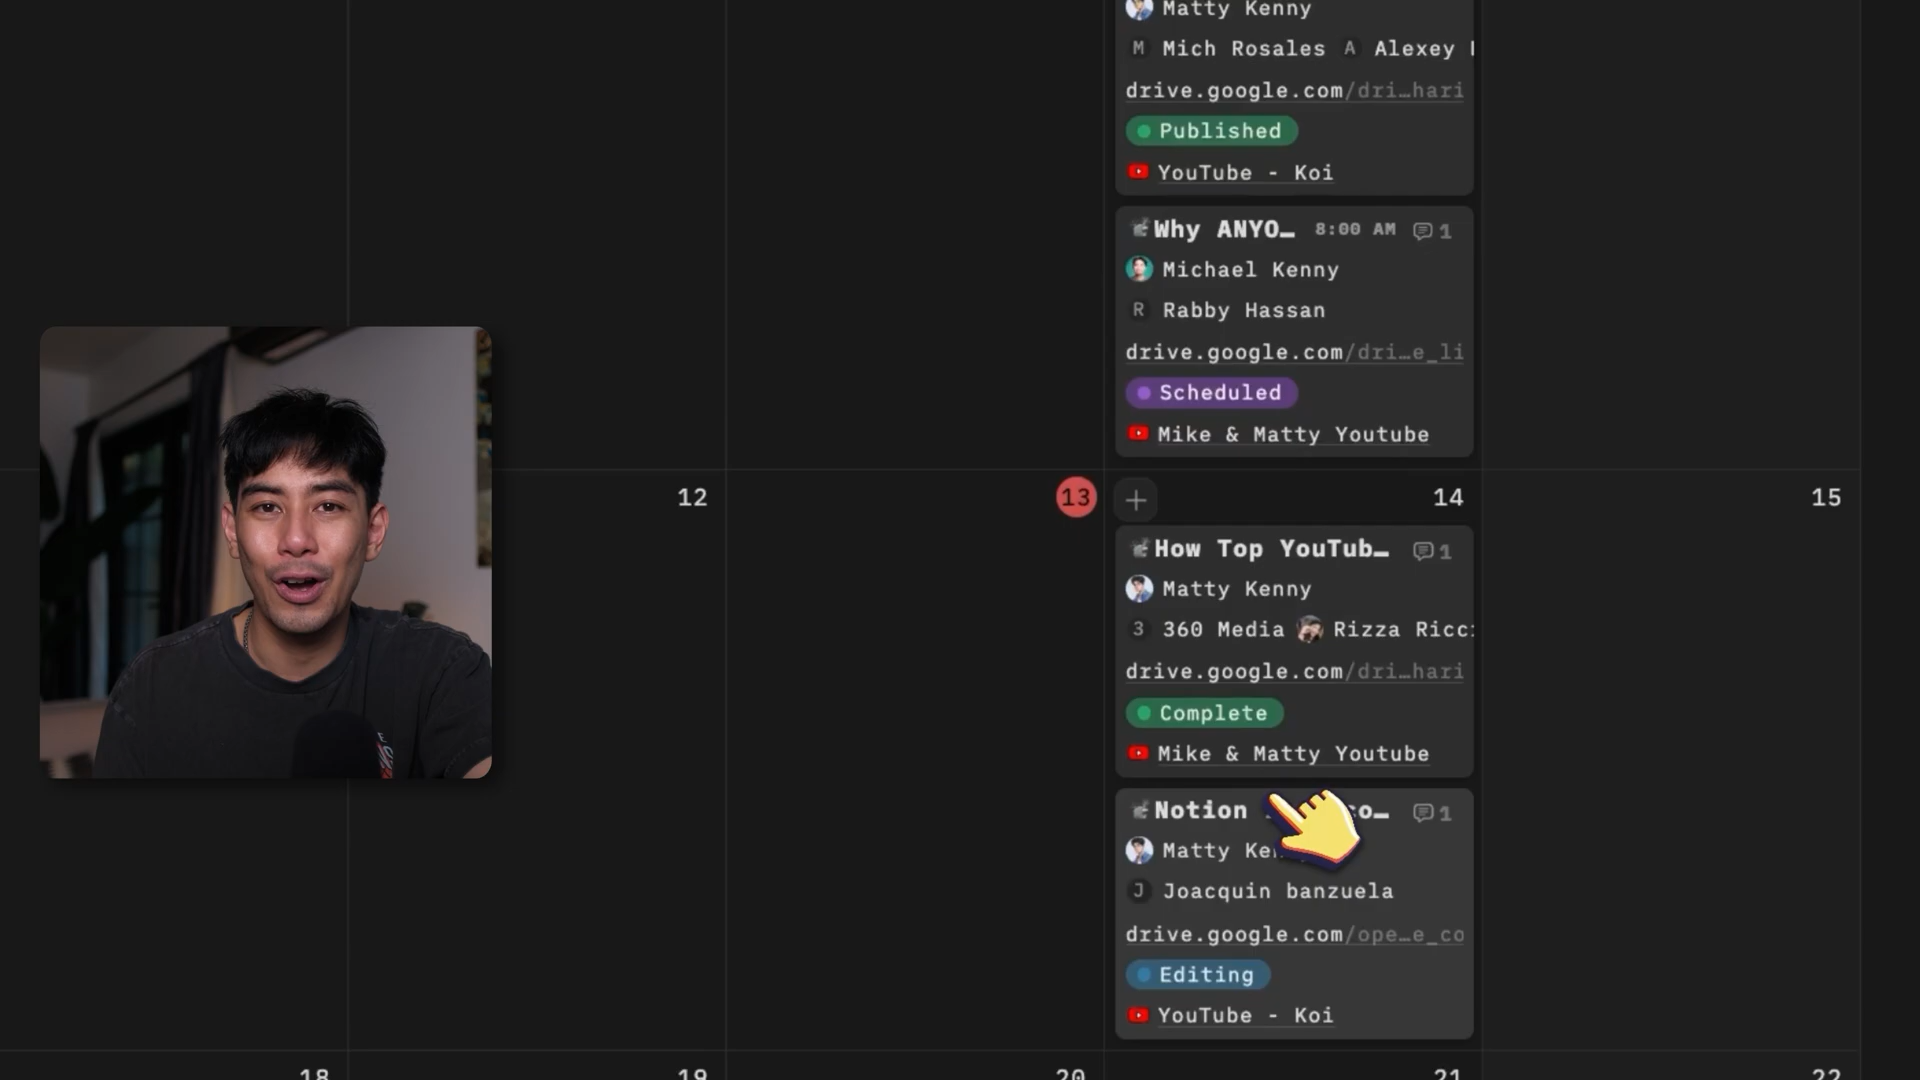 Matty Kenny
M Mich Rosales A Alexey
drive.google.com/dri…hari
Published
YouTube - Koi
Why ANYO… 8:00 AM 1
Michael Kenny
R Rabby Hassan
drive.google.com/dri…e_li
Scheduled
Mike & Matty Youtube
12 13 14 15
How Top YouTub… 1
Matty Kenny
3 360 Media Rizza Ricci
drive.google.com/dri…hari
Complete
Mike & Matty Youtube
Notion 1
Matty
J Joacquin banzuela
drive.google.com/ope…e_co
Editing
YouTube - Koi
18 19 20 21 22